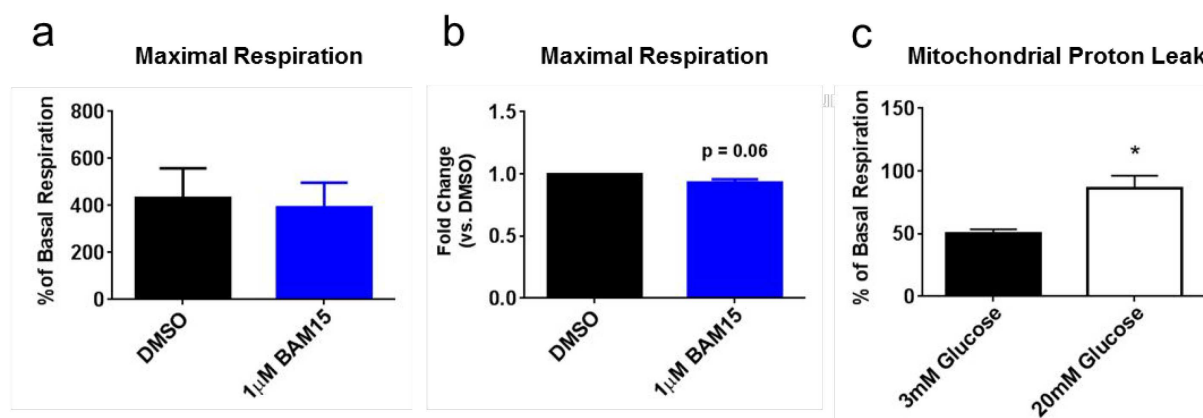 a
Maximal Respiration
%of Basal Respiration
800
600
400
200
0
DMSO
1µM BAM15
b
Maximal Respiration
Fold Change
(vs. DMSO)
1.5
1.0
0.5
0.0
p = 0.06
DMSO
1µM BAM15
c
Mitochondrial Proton Leak
% of Basal Respiration
150
100
50
0
*
3mM Glucose
20mM Glucose